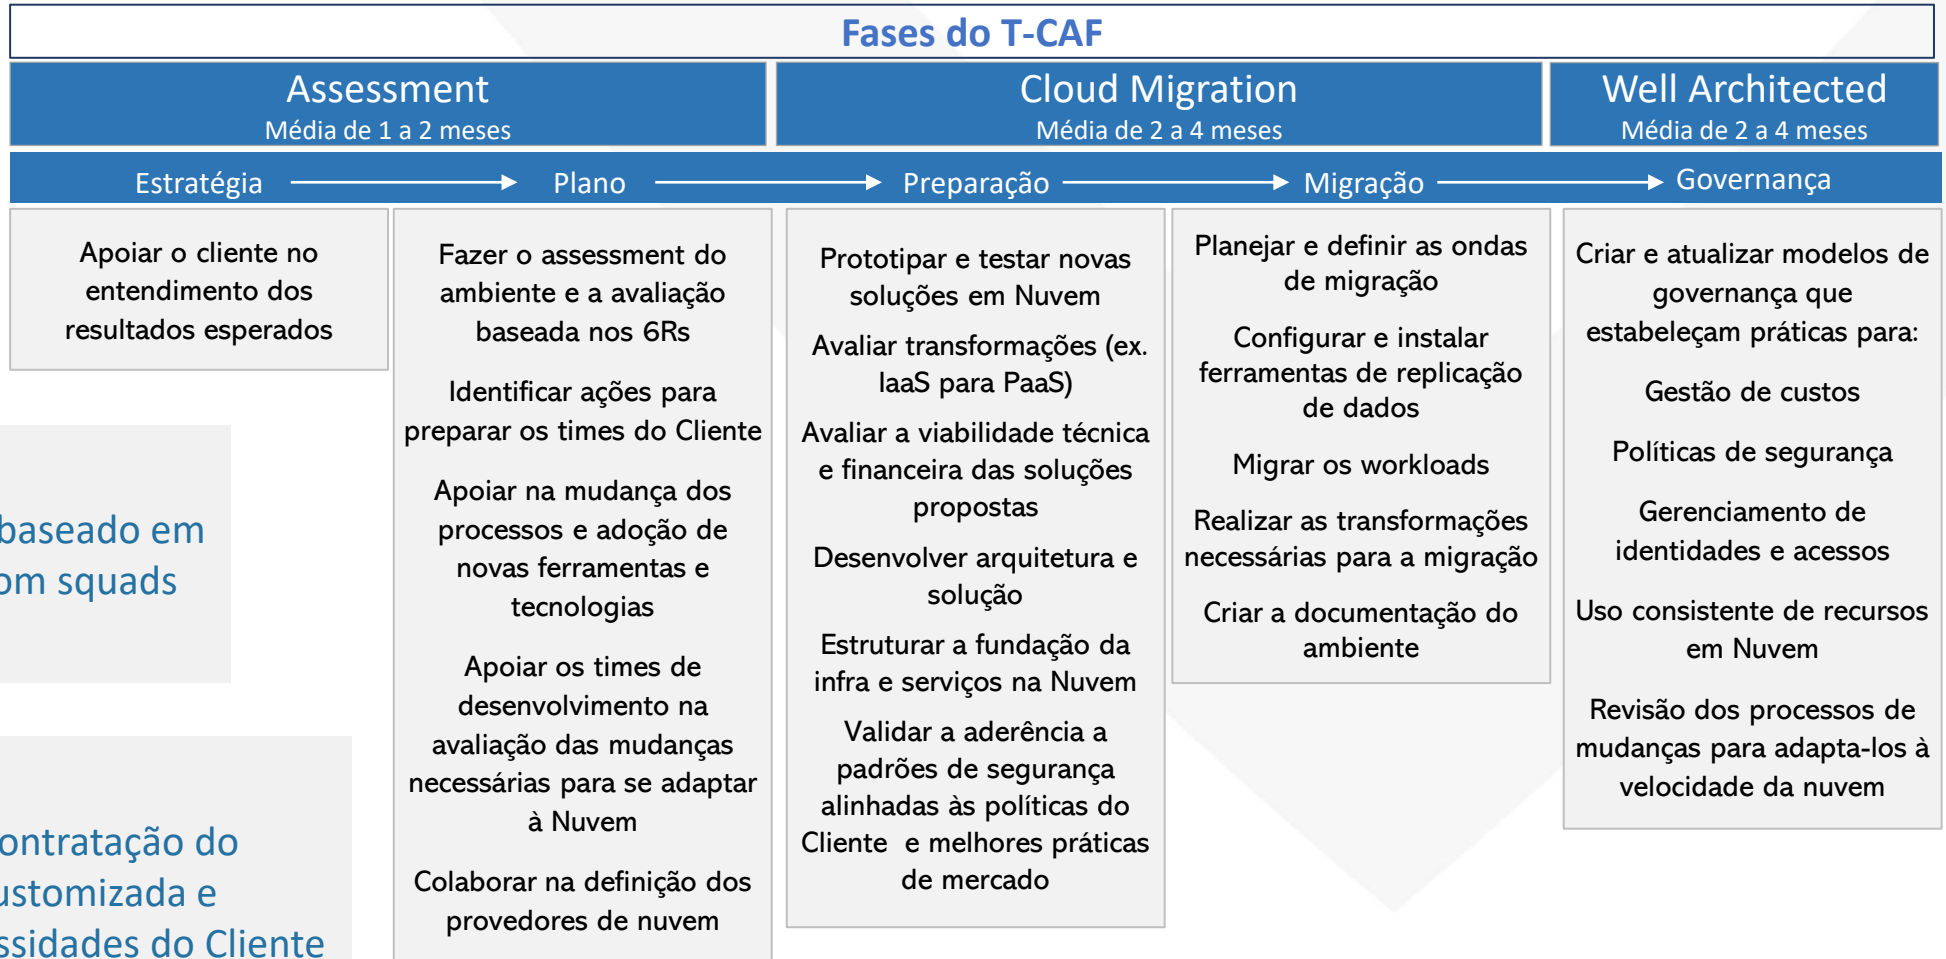 Fases do T-CAF
Assessment
Média de 1 a 2 meses
Cloud Migration
Média de 2 a 4 meses
Well Architected
Média de 2 a 4 meses
Estratégia
Plano
Preparação
Migração
Governança
Apoiar o cliente no
entendimento dos
resultados esperados
Fazer o assessment do
ambiente e a avaliação
baseada nos 6Rs
Identificar ações para
preparar os times do Cliente
Apoiar na mudança dos
processos e adoção de
novas ferramentas e
tecnologias
Apoiar os times de
desenvolvimento na
avaliação das mudanças
necessárias para se adaptar
à Nuvem
Colaborar na definição dos
provedores de nuvem
Prototipar e testar novas
soluções em Nuvem
Avaliar transformações (ex.
IaaS para PaaS)
Avaliar a viabilidade técnica
e financeira das soluções
propostas
Desenvolver arquitetura e
solução
Estruturar a fundação da
infra e serviços na Nuvem
Validar a aderência a
padrões de segurança
alinhadas às políticas do
Cliente e melhores práticas
de mercado
Planejar e definir as ondas
de migração
Configurar e instalar
ferramentas de replicação
de dados
Migrar os workloads
Realizar as transformações
necessárias para a migração
Criar a documentação do
ambiente
Criar e atualizar modelos de
governança que
estabeleçam práticas para:
Gestão de custos
Políticas de segurança
Gerenciamento de
identidades e acessos
Uso consistente de recursos
em Nuvem
Revisão dos processos de
mudanças para adapta-los à
velocidade da nuvem
baseado em
om squads
ontratação do
ustomizada e
ssidades do Cliente